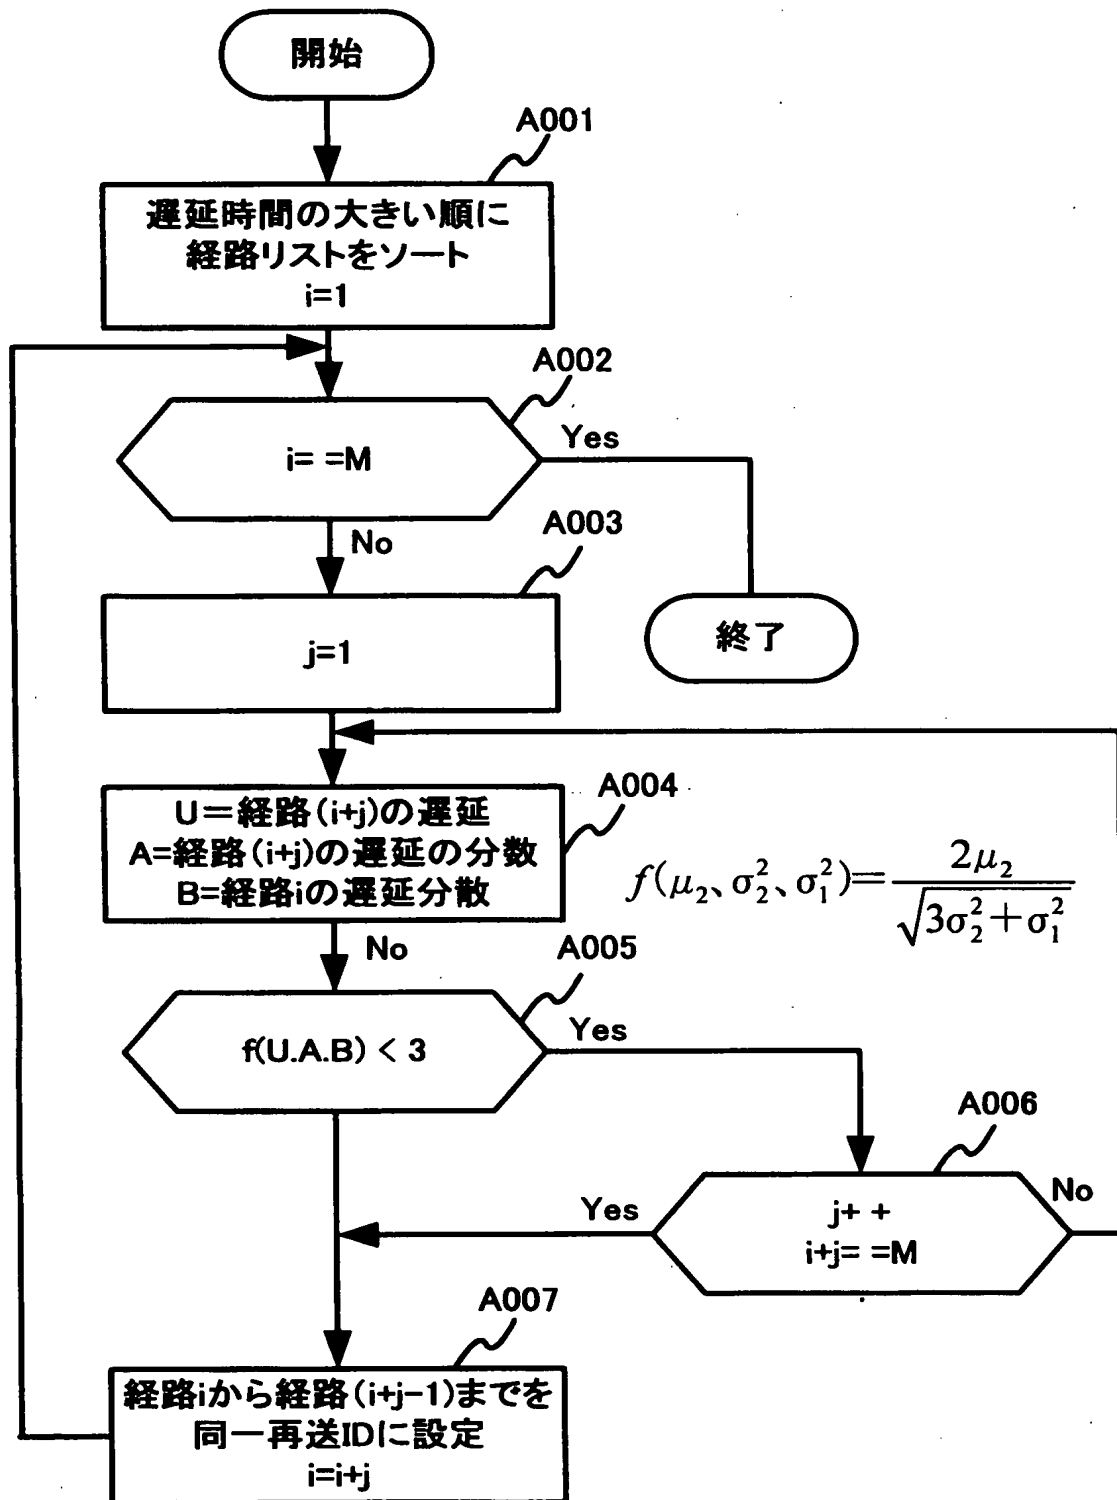 開始
A001
遅延時間の大きい順に
経路リストをソート
i=1
A002
i= =M
Yes
No
A003
j=1
終了
A004
U=経路(i+j)の遅延
A=経路(i+j)の遅延の分数
B=経路iの遅延分散
f(μ₂、σ₂²、σ₁²)=2μ₂/√(3σ₂²+σ₁²)
No
A005
f(U.A.B) < 3
Yes
A006
j+ +
i+j= =M
Yes
No
A007
経路iから経路(i+j-1)までを
同一再送IDに設定
i=i+j